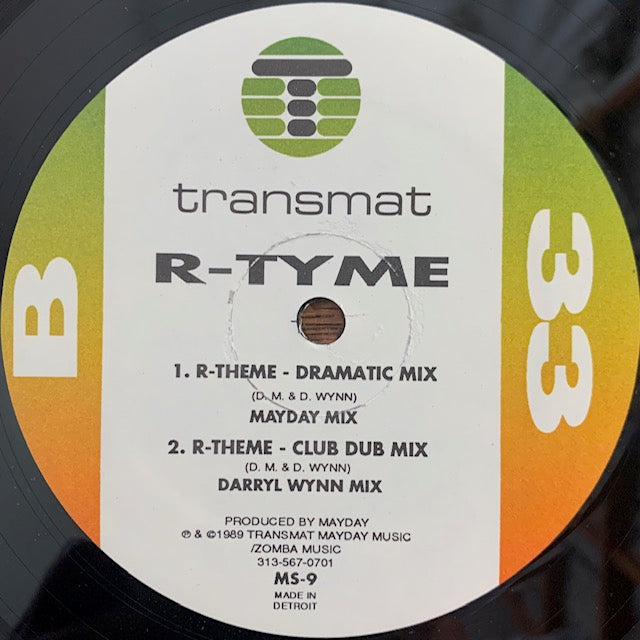 T
transmat
R-TYME
B
33
1. R-THEME - DRAMATIC MIX
(D. M. & D. WYNN)
MAYDAY MIX
2. R-THEME - CLUB DUB MIX
(D. M. & D. WYNN)
DARRYL WYNN MIX
PRODUCED BY MAYDAY
℗ & ©1989 TRANSMAT MAYDAY MUSIC
/ZOMBA MUSIC
313-567-0701
MS-9
MADE IN
DETROIT